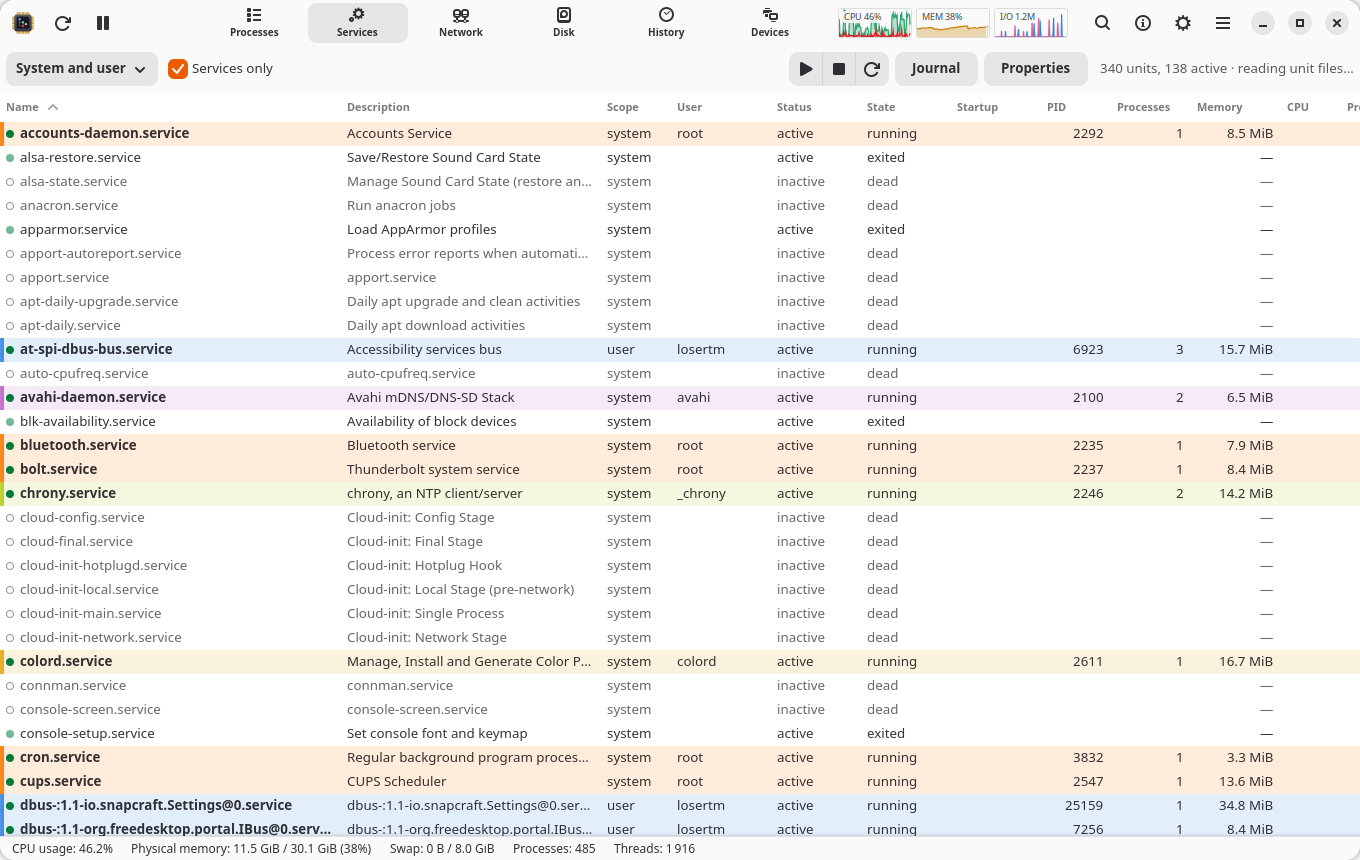 Processes Services Network Disk History Devices CPU 46% MEM 38% I/O 1.2M
System and user Services only Journal Properties 340 units, 138 active · reading unit files…
Name Description Scope User Status State Startup PID Processes Memory CPU Pr
accounts-daemon.service Accounts Service system root active running 2292 1 8.5 MiB
alsa-restore.service Save/Restore Sound Card State system active exited —
alsa-state.service Manage Sound Card State (restore an… system inactive dead —
anacron.service Run anacron jobs system inactive dead —
apparmor.service Load AppArmor profiles system active exited —
apport-autoreport.service Process error reports when automati… system inactive dead —
apport.service apport.service system inactive dead —
apt-daily-upgrade.service Daily apt upgrade and clean activities system inactive dead —
apt-daily.service Daily apt download activities system inactive dead —
at-spi-dbus-bus.service Accessibility services bus user losertm active running 6923 3 15.7 MiB
auto-cpufreq.service auto-cpufreq.service system inactive dead —
avahi-daemon.service Avahi mDNS/DNS-SD Stack system avahi active running 2100 2 6.5 MiB
blk-availability.service Availability of block devices system active exited —
bluetooth.service Bluetooth service system root active running 2235 1 7.9 MiB
bolt.service Thunderbolt system service system root active running 2237 1 8.4 MiB
chrony.service chrony, an NTP client/server system _chrony active running 2246 2 14.2 MiB
cloud-config.service Cloud-init: Config Stage system inactive dead —
cloud-final.service Cloud-init: Final Stage system inactive dead —
cloud-init-hotplugd.service Cloud-init: Hotplug Hook system inactive dead —
cloud-init-local.service Cloud-init: Local Stage (pre-network) system inactive dead —
cloud-init-main.service Cloud-init: Single Process system inactive dead —
cloud-init-network.service Cloud-init: Network Stage system inactive dead —
colord.service Manage, Install and Generate Color P… system colord active running 2611 1 16.7 MiB
connman.service connman.service system inactive dead —
console-screen.service console-screen.service system inactive dead —
console-setup.service Set console font and keymap system active exited —
cron.service Regular background program proces… system root active running 3832 1 3.3 MiB
cups.service CUPS Scheduler system root active running 2547 1 13.6 MiB
dbus-:1.1-io.snapcraft.Settings@0.service dbus-:1.1-io.snapcraft.Settings@0.ser… user losertm active running 25159 1 34.8 MiB
dbus-:1.1-org.freedesktop.portal.IBus@0.serv… dbus-:1.1-org.freedesktop.portal.IBus… user losertm active running 7256 1 8.4 MiB
CPU usage: 46.2% Physical memory: 11.5 GiB / 30.1 GiB (38%) Swap: 0 B / 8.0 GiB Processes: 485 Threads: 1 916